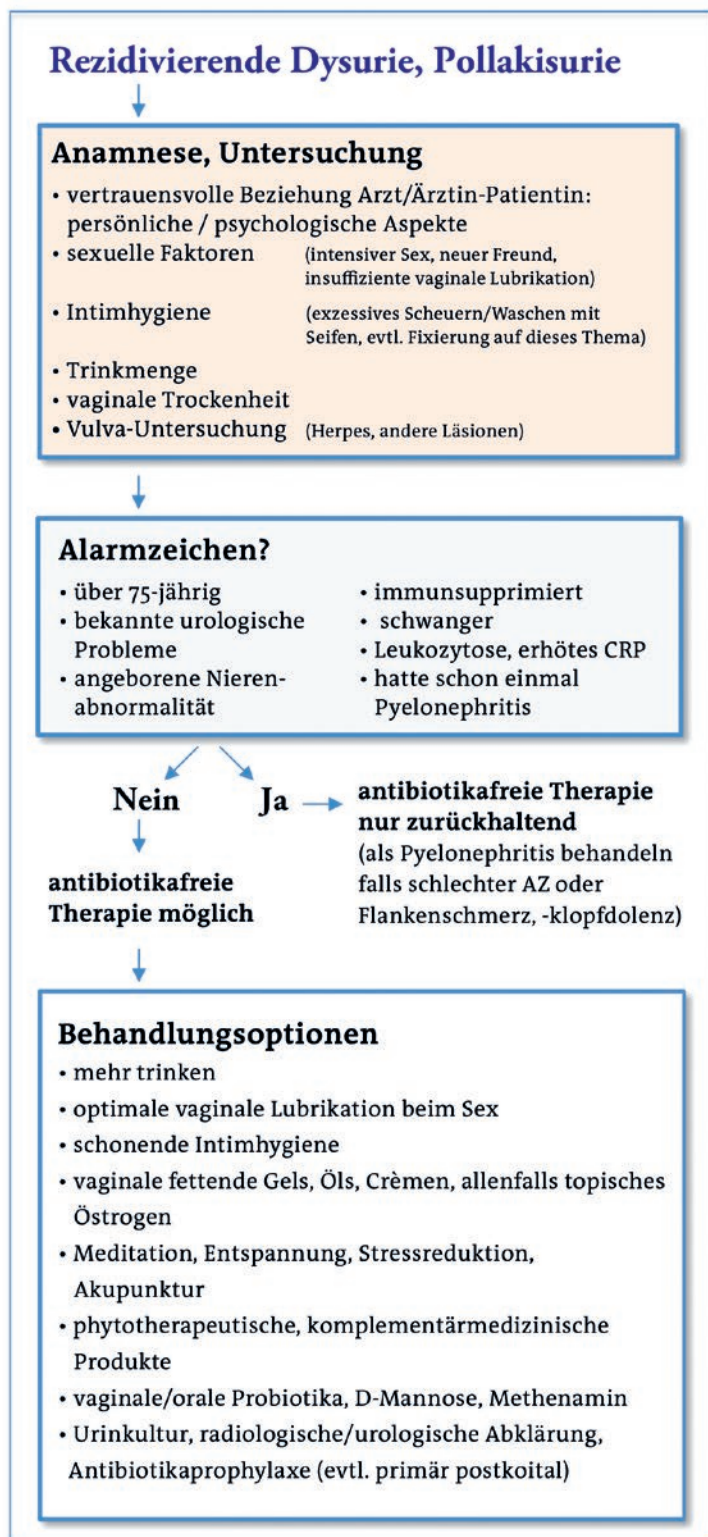 Rezidivierende Dysurie, Pollakisurie
Anamnese, Untersuchung
• vertrauensvolle Beziehung Arzt/Ärztin-Patientin:
persönliche / psychologische Aspekte
• sexuelle Faktoren (intensiver Sex, neuer Freund,
insuffiziente vaginale Lubrikation)
• Intimhygiene (exzessives Scheuern/Waschen mit
Seifen, evtl. Fixierung auf dieses Thema)
• Trinkmenge
• vaginale Trockenheit
• Vulva-Untersuchung (Herpes, andere Läsionen)
Alarmzeichen?
• über 75-jährig
• bekannte urologische
Probleme
• angeborene Nieren-
abnormalität
• immunsupprimiert
• schwanger
• Leukozytose, erhötes CRP
• hatte schon einmal
Pyelonephritis
Nein
Ja
antibiotikafreie Therapie
nur zurückhaltend
(als Pyelonephritis behandeln
falls schlechter AZ oder
Flankenschmerz, -klopfdolenz)
antibiotikafreie
Therapie möglich
Behandlungsoptionen
• mehr trinken
• optimale vaginale Lubrikation beim Sex
• schonende Intimhygiene
• vaginale fettende Gels, Öls, Crèmen, allenfalls topisches
Östrogen
• Meditation, Entspannung, Stressreduktion,
Akupunktur
• phytotherapeutische, komplementärmedizinische
Produkte
• vaginale/orale Probiotika, D-Mannose, Methenamin
• Urinkultur, radiologische/urologische Abklärung,
Antibiotikaprophylaxe (evtl. primär postkoital)